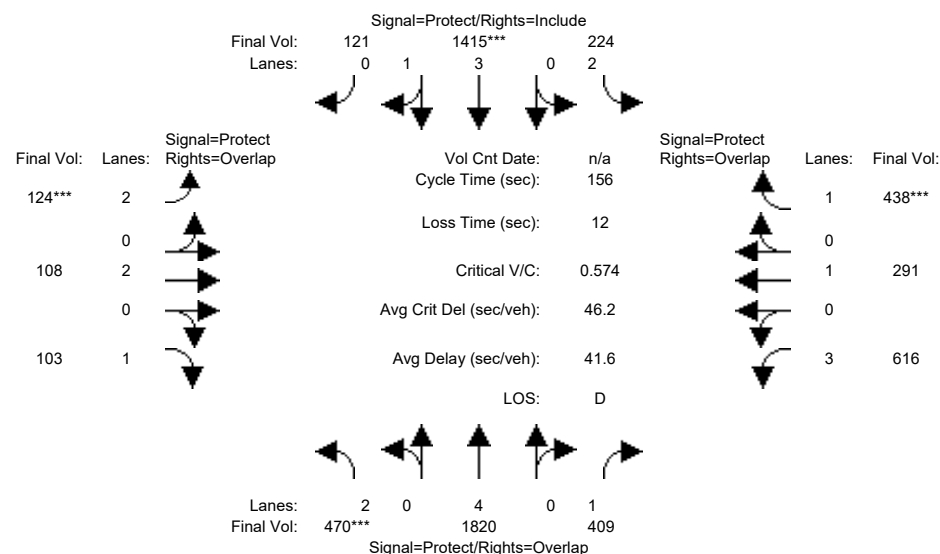 Signal=Protect/Rights=Include
Final Vol: 121 1415*** 224
Lanes: 0 1 3 0 2
Signal=Protect Signal=Protect
Final Vol: Lanes: Rights=Overlap Vol Cnt Date: n/a Rights=Overlap Lanes: Final Vol:
Cycle Time (sec): 156
124*** 2 1 438***
Loss Time (sec): 12
0 0
108 2 Critical V/C: 0.574 1 291
0 Avg Crit Del (sec/veh): 46.2 0
103 1 Avg Delay (sec/veh): 41.6 3 616
LOS: D
Lanes: 2 0 4 0 1
Final Vol: 470*** 1820 409
Signal=Protect/Rights=Overlap